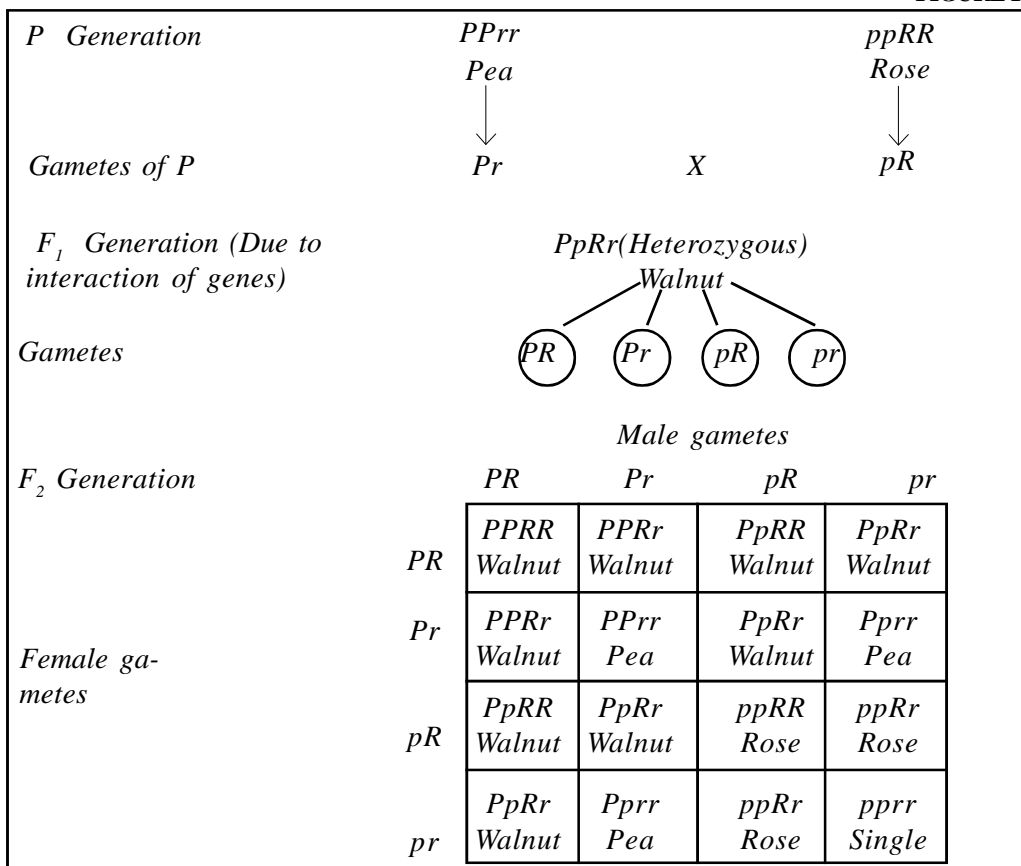 P Generation PPrr ppRR
Pea Rose
Gametes of P Pr X pR
F1 Generation (Due to
interaction of genes)
PpRr(Heterozygous)
Walnut
Gametes PR Pr pR pr
Male gametes
F2 Generation PR Pr pR pr
PR
PPRR PPRr PpRR PpRr
Walnut Walnut Walnut Walnut
Pr
PPRr PPrr PpRr Pprr
Walnut Pea Walnut Pea
Female ga-
metes
pR
PpRR PpRr ppRR ppRr
Walnut Walnut Rose Rose
pr
PpRr Pprr ppRr pprr
Walnut Pea Rose Single